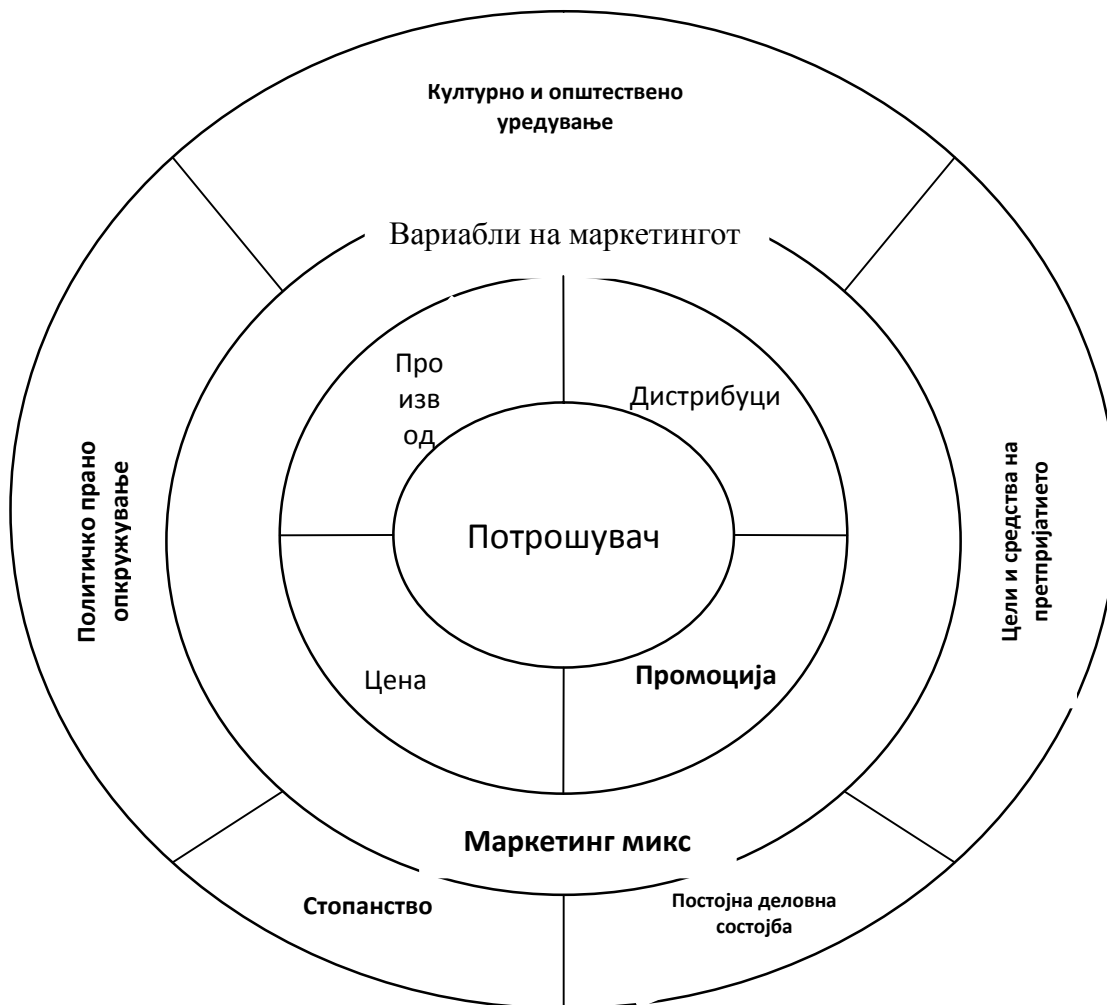 Културно и општествено
уредување
Вариабли на маркетингот
Про
изв
од
Дистрибуци
Политичко прано
опкружување
Потрошувач
Цели и средства на
претпријатието
Цена
Промоција
Маркетинг микс
Стопанство
Постојна деловна
состојба